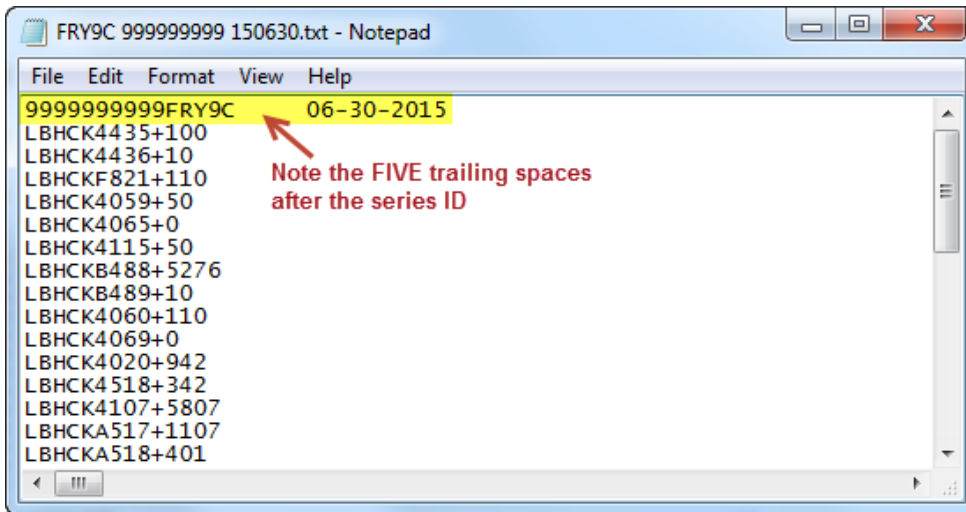 FRY9C 999999999 150630.txt - Notepad
File Edit Format View Help
9999999999FRY9C     06-30-2015
LBHCK4435+100
LBHCK4436+10
LBHCKF821+110
LBHCK4059+50
LBHCK4065+0
LBHCK4115+50
LBHCKB488+5276
LBHCKB489+10
LBHCK4060+110
LBHCK4069+0
LBHCK4020+942
LBHCK4518+342
LBHCK4107+5807
LBHCKA517+1107
LBHCKA518+401
Note the FIVE trailing spaces
after the series ID